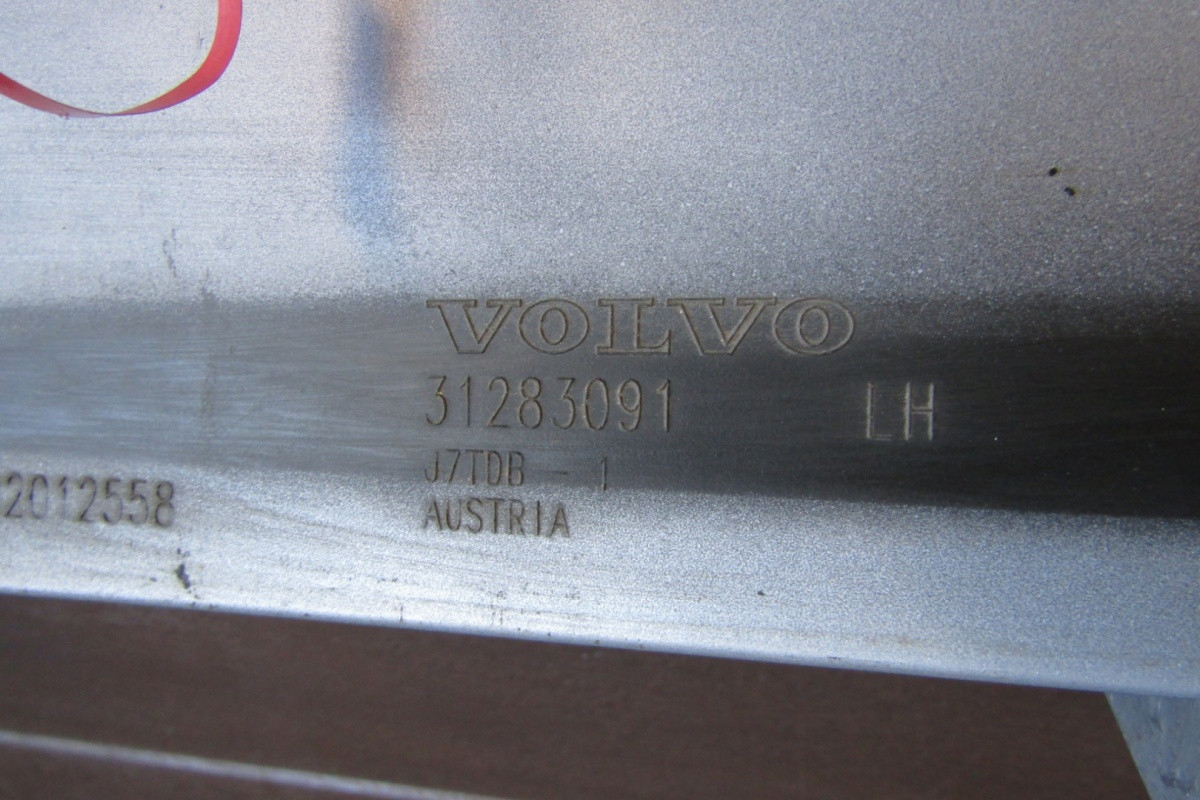 VOLVO
31283091 LH
J7TDB - 1
AUSTRIA
2012558